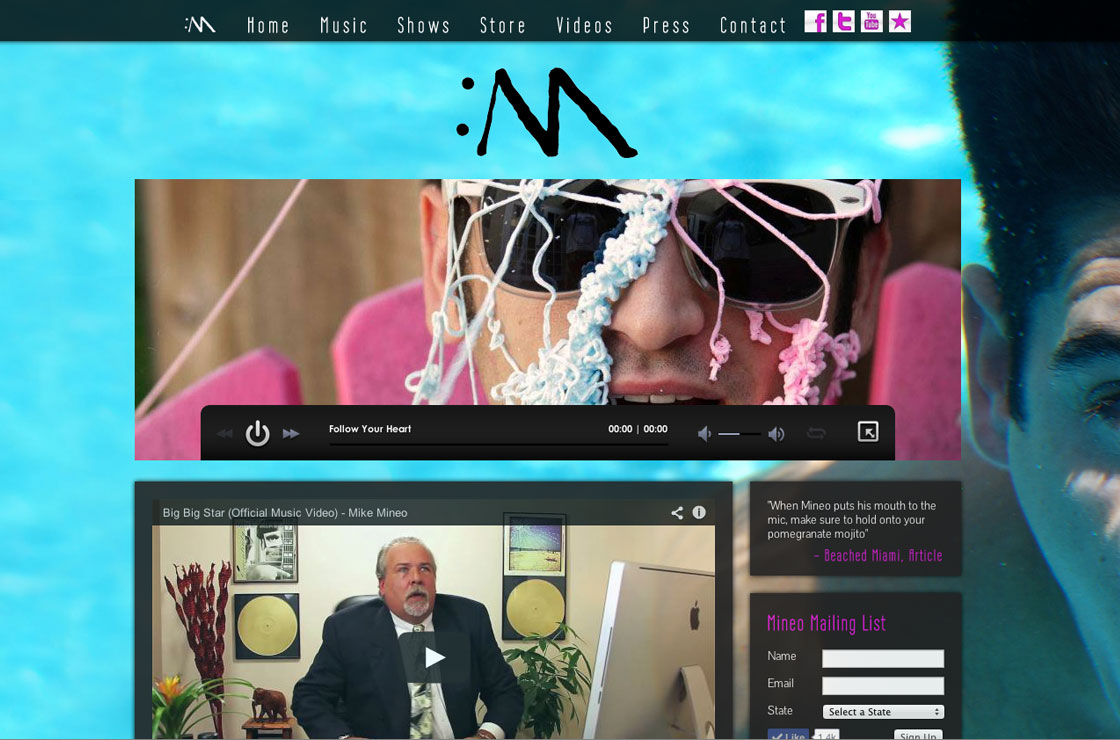 :M Home Music Shows Store Videos Press Contact f t You Tube
:M
Follow Your Heart 00:00 | 00:00
Big Big Star (Official Music Video) - Mike Mineo
"When Mineo puts his mouth to the
mic, make sure to hold onto your
pomegranate mojito"
- Beached Miami, Article
Mineo Mailing List
Name
Email
State Select a State
Like 1.4k Sign Up